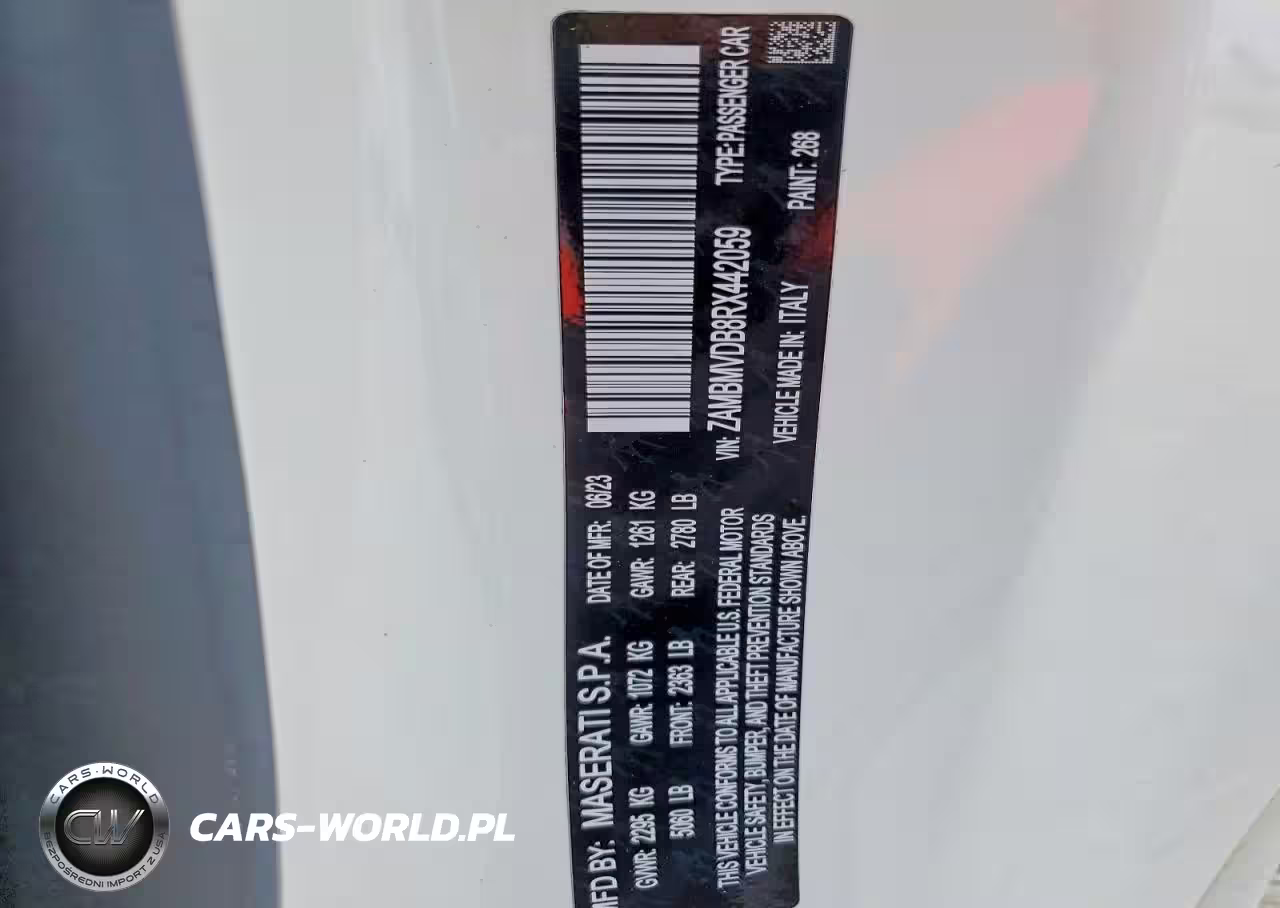 MFD BY: MASERATI S.P.A.
DATE OF MFR: 06/23
GVWR: 2295 KG GAWR: 1072 KG GAWR: 1261 KG
5060 LB FRONT: 2363 LB REAR: 2780 LB
THIS VEHICLE CONFORMS TO ALL APPLICABLE U.S. FEDERAL MOTOR
VEHICLE SAFETY, BUMPER, AND THEFT PREVENTION STANDARDS
IN EFFECT ON THE DATE OF MANUFACTURE SHOWN ABOVE.
VIN: ZAMBMVDB8RX442059 TYPE: PASSENGER CAR
VEHICLE MADE IN: ITALY PAINT: 268
CARS-WORLD
CW
BEZPOŚREDNI IMPORT Z USA
CARS-WORLD.PL